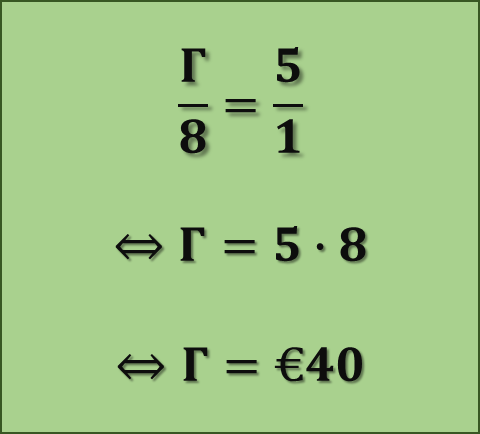 Γ/8 = 5/1
⇔ Γ = 5 · 8
⇔ Γ = €40